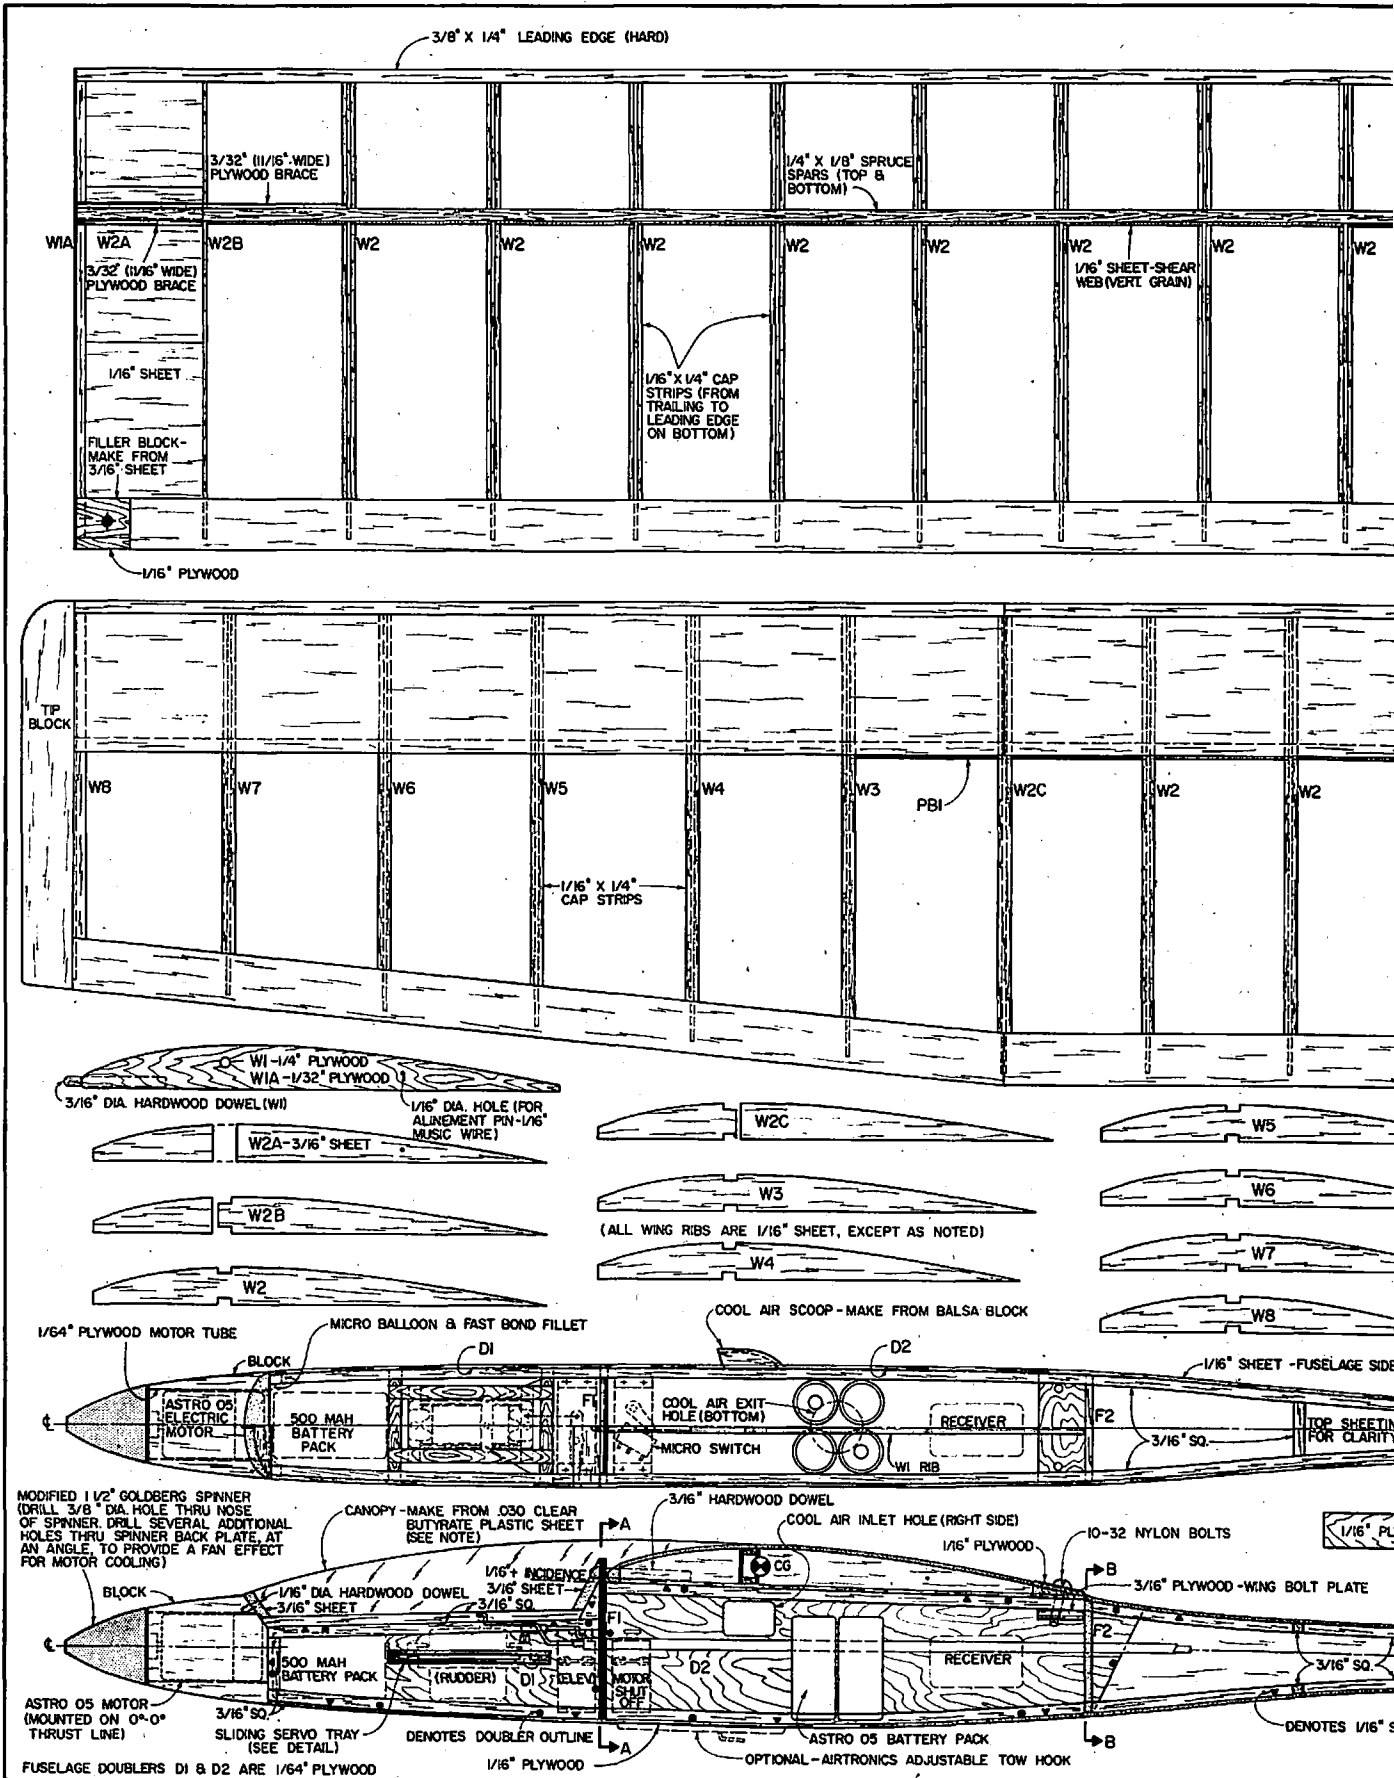 3/8" X 1/4" LEADING EDGE (HARD)
3/32" (11/16" WIDE)
PLYWOOD BRACE
1/4" X 1/8" SPRUCE
SPARS (TOP &
BOTTOM)
W1A
W2A
W2B
W2
W2
W2
W2
W2
W2
W2
W2
3/32" (11/16" WIDE)
PLYWOOD BRACE
1/16" SHEET-SHEAR
WEB (VERT. GRAIN)
1/16" SHEET
1/16" X 1/4" CAP
STRIPS (FROM
TRAILING TO
LEADING EDGE
ON BOTTOM)
FILLER BLOCK-
MAKE FROM
3/16" SHEET
1/16" PLYWOOD
TIP
BLOCK
W8
W7
W6
W5
W4
W3
PB1
W2C
W2
W2
1/16" X 1/4"
CAP STRIPS
W1-1/4" PLYWOOD
W1A-1/32" PLYWOOD
3/16" DIA. HARDWOOD DOWEL (W1)
1/16" DIA. HOLE (FOR
ALINEMENT PIN-1/16"
MUSIC WIRE)
W2A-3/16" SHEET
W2B
W2
W2C
W3
(ALL WING RIBS ARE 1/16" SHEET, EXCEPT AS NOTED)
W4
W5
W6
W7
W8
COOL AIR SCOOP-MAKE FROM BALSA BLOCK
1/64" PLYWOOD MOTOR TUBE
MICRO BALLOON & FAST BOND FILLET
BLOCK
D1
D2
1/16" SHEET-FUSELAGE SIDE
ASTRO 05
ELECTRIC
MOTOR
500 MAH
BATTERY
PACK
F1
COOL AIR EXIT
HOLE (BOTTOM)
MICRO SWITCH
RECEIVER
W1 RIB
F2
3/16" SQ.
TOP SHEETIN
FOR CLARITY
MODIFIED 1 1/2" GOLDBERG SPINNER
(DRILL 3/8" DIA. HOLE THRU NOSE
OF SPINNER. DRILL SEVERAL ADDITIONAL
HOLES THRU SPINNER BACK PLATE, AT
AN ANGLE, TO PROVIDE A FAN EFFECT
FOR MOTOR COOLING)
CANOPY-MAKE FROM .030 CLEAR
BUTYRATE PLASTIC SHEET
(SEE NOTE)
A
3/16" HARDWOOD DOWEL
COOL AIR INLET HOLE (RIGHT SIDE)
1/16" PLYWOOD
10-32 NYLON BOLTS
1/16" PL
B
3/16" PLYWOOD-WING BOLT PLATE
1/16"+ INCIDENCE
3/16" SHEET
3/16" SQ.
CG
BLOCK
1/16" DIA. HARDWOOD DOWEL
3/16" SHEET
F1
F2
500 MAH
BATTERY PACK
(RUDDER)
D1
(ELEV)
MOTOR
SHUT
OFF
D2
RECEIVER
3/16" SQ.
ASTRO 05 MOTOR
(MOUNTED ON 0°-0°
THRUST LINE)
3/16" SQ.
SLIDING SERVO TRAY
(SEE DETAIL)
DENOTES DOUBLER OUTLINE
A
1/16" PLYWOOD
ASTRO 05 BATTERY PACK
OPTIONAL-AIRTRONICS ADJUSTABLE TOW HOOK
B
DENOTES 1/16" S
FUSELAGE DOUBLERS D1 & D2 ARE 1/64" PLYWOOD